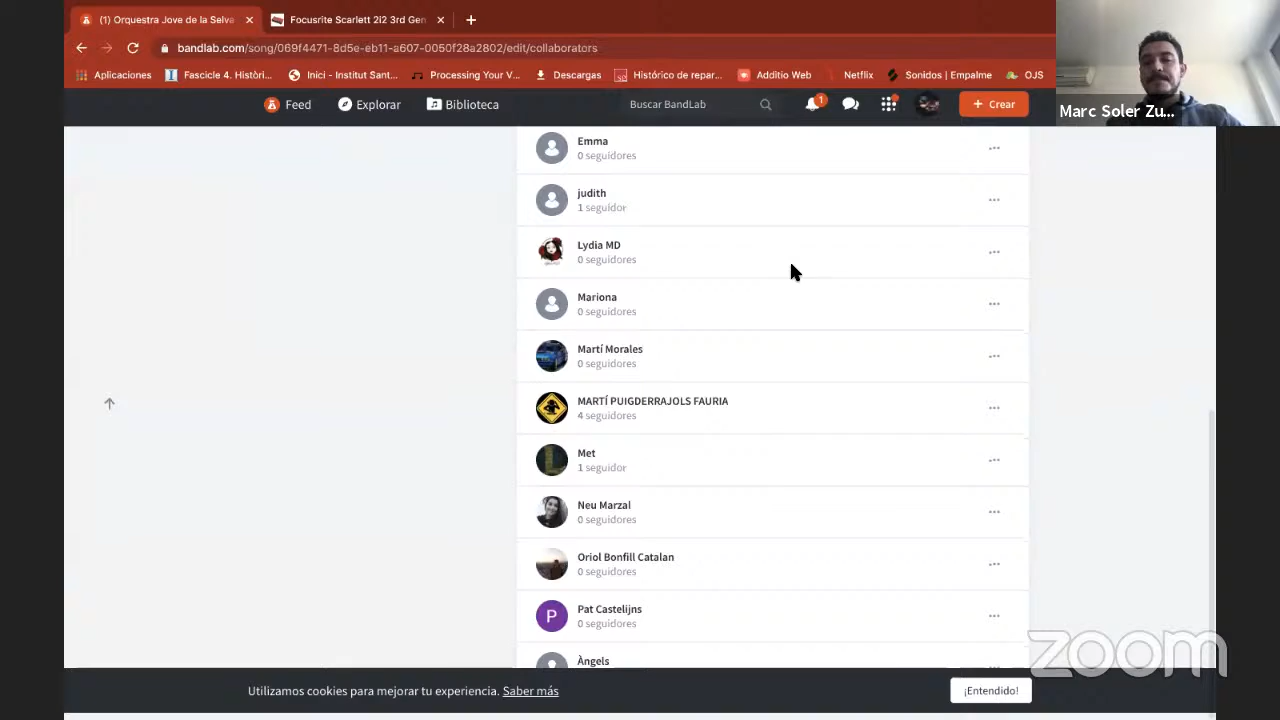 (1) Orquestra Jove de la Selva
Focusrite Scarlett 2i2 3rd Gen
bandlab.com/song/069f4471-8d5e-eb11-a607-0050f28a2802/edit/collaborators
Aplicaciones
Fascicle 4. Històri...
Inici - Institut Sant...
Processing Your V...
Descargas
Histórico de repar...
Additio Web
Netflix
Sonidos | Empalme
OJS
Marc Soler Zu...
Feed
Explorar
Biblioteca
Buscar BandLab
1
+ Crear
Emma
0 seguidores
judith
1 seguidor
Lydia MD
0 seguidores
Mariona
0 seguidores
Martí Morales
0 seguidores
MARTÍ PUIGDERRAJOLS FAURIA
4 seguidores
Met
1 seguidor
Neu Marzal
0 seguidores
Oriol Bonfill Catalan
0 seguidores
P
Pat Castelijns
0 seguidores
Àngels
zoom
Utilizamos cookies para mejorar tu experiencia. Saber más
¡Entendido!